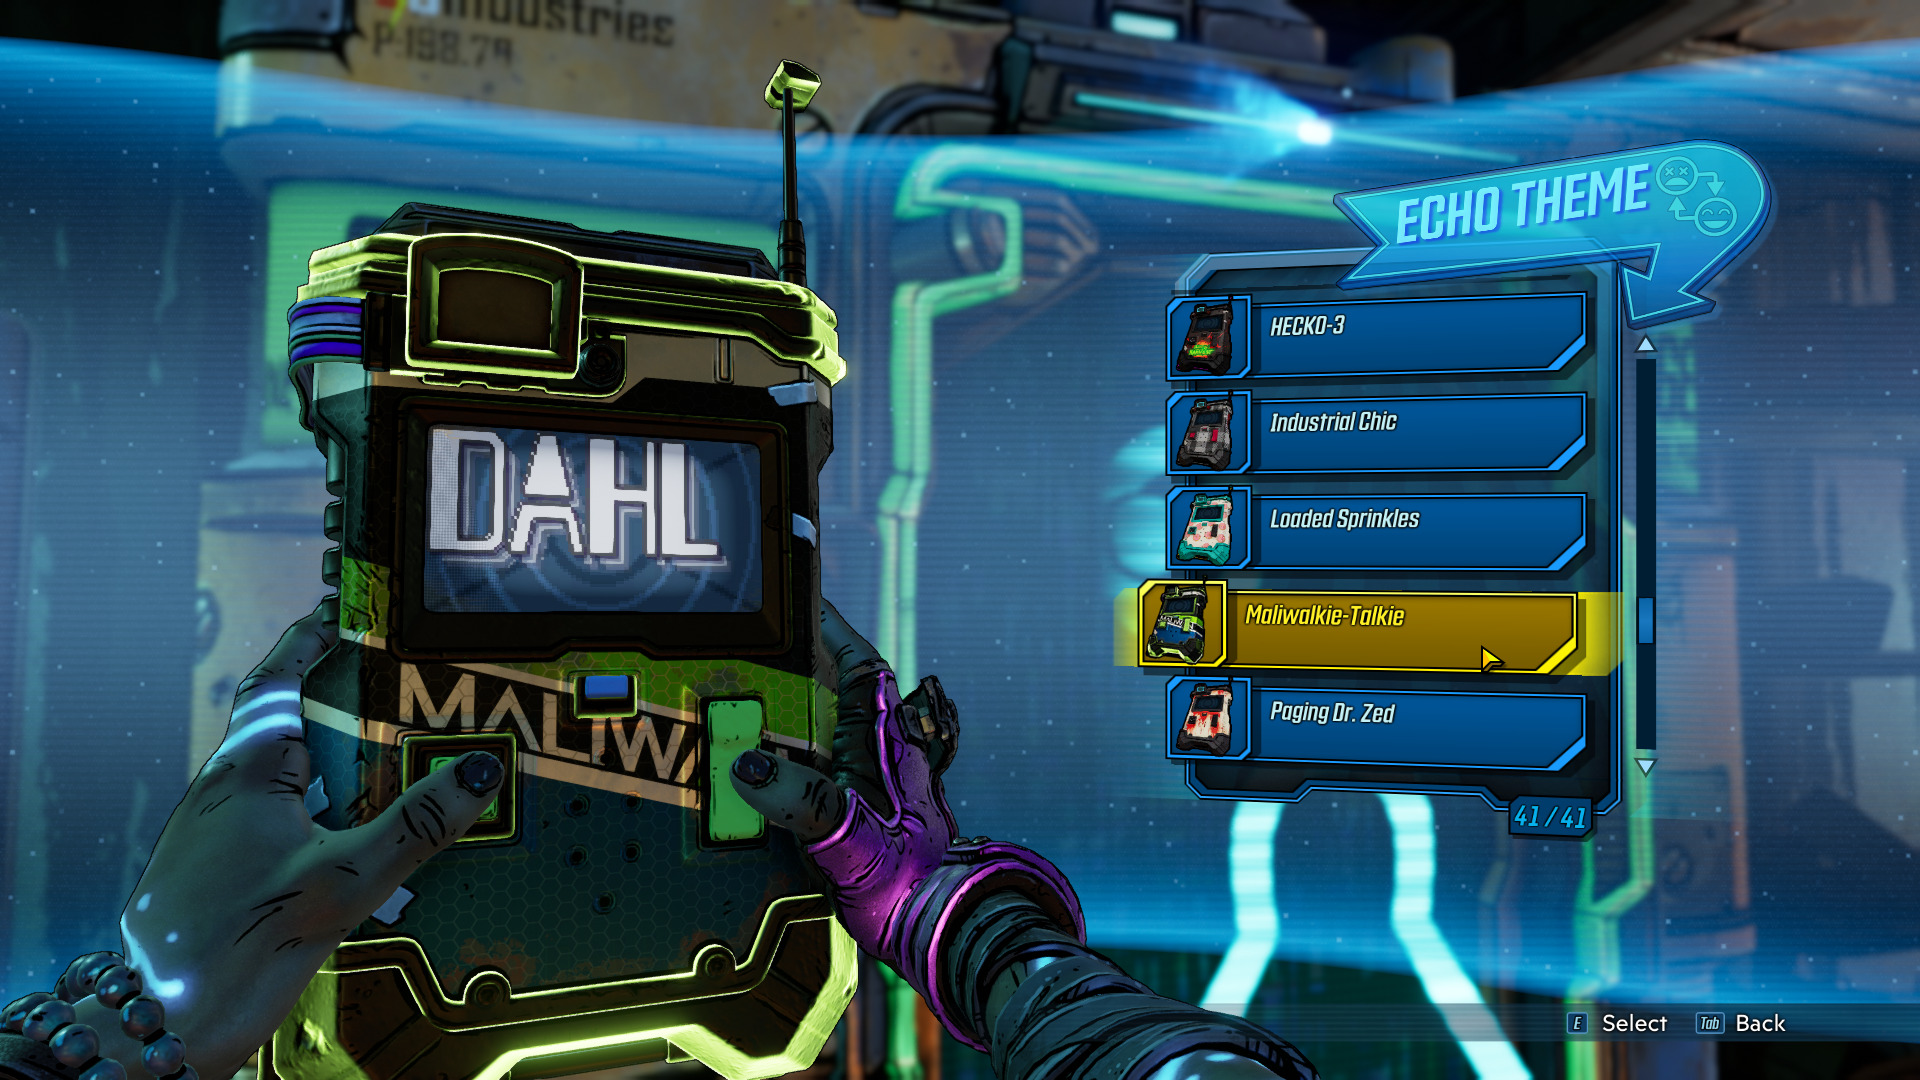 Industries
P:198.79
DAHL
MALIWA
ECHO THEME
HECKO-3
Industrial Chic
Loaded Sprinkles
Maliwalkie-Talkie
Paging Dr. Zed
41/41
E Select Tab Back